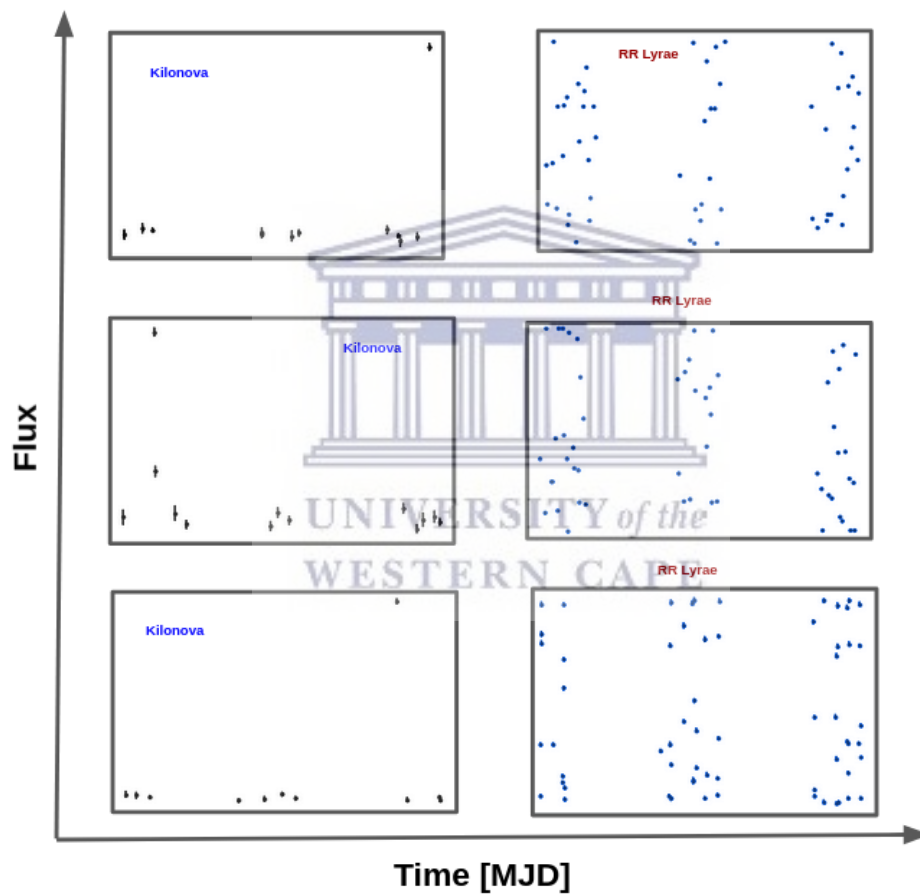 Kilonova
RR Lyrae
RR Lyrae
Kilonova
UNIVERSITY of the
WESTERN CAPE
RR Lyrae
Kilonova
Flux
Time [MJD]